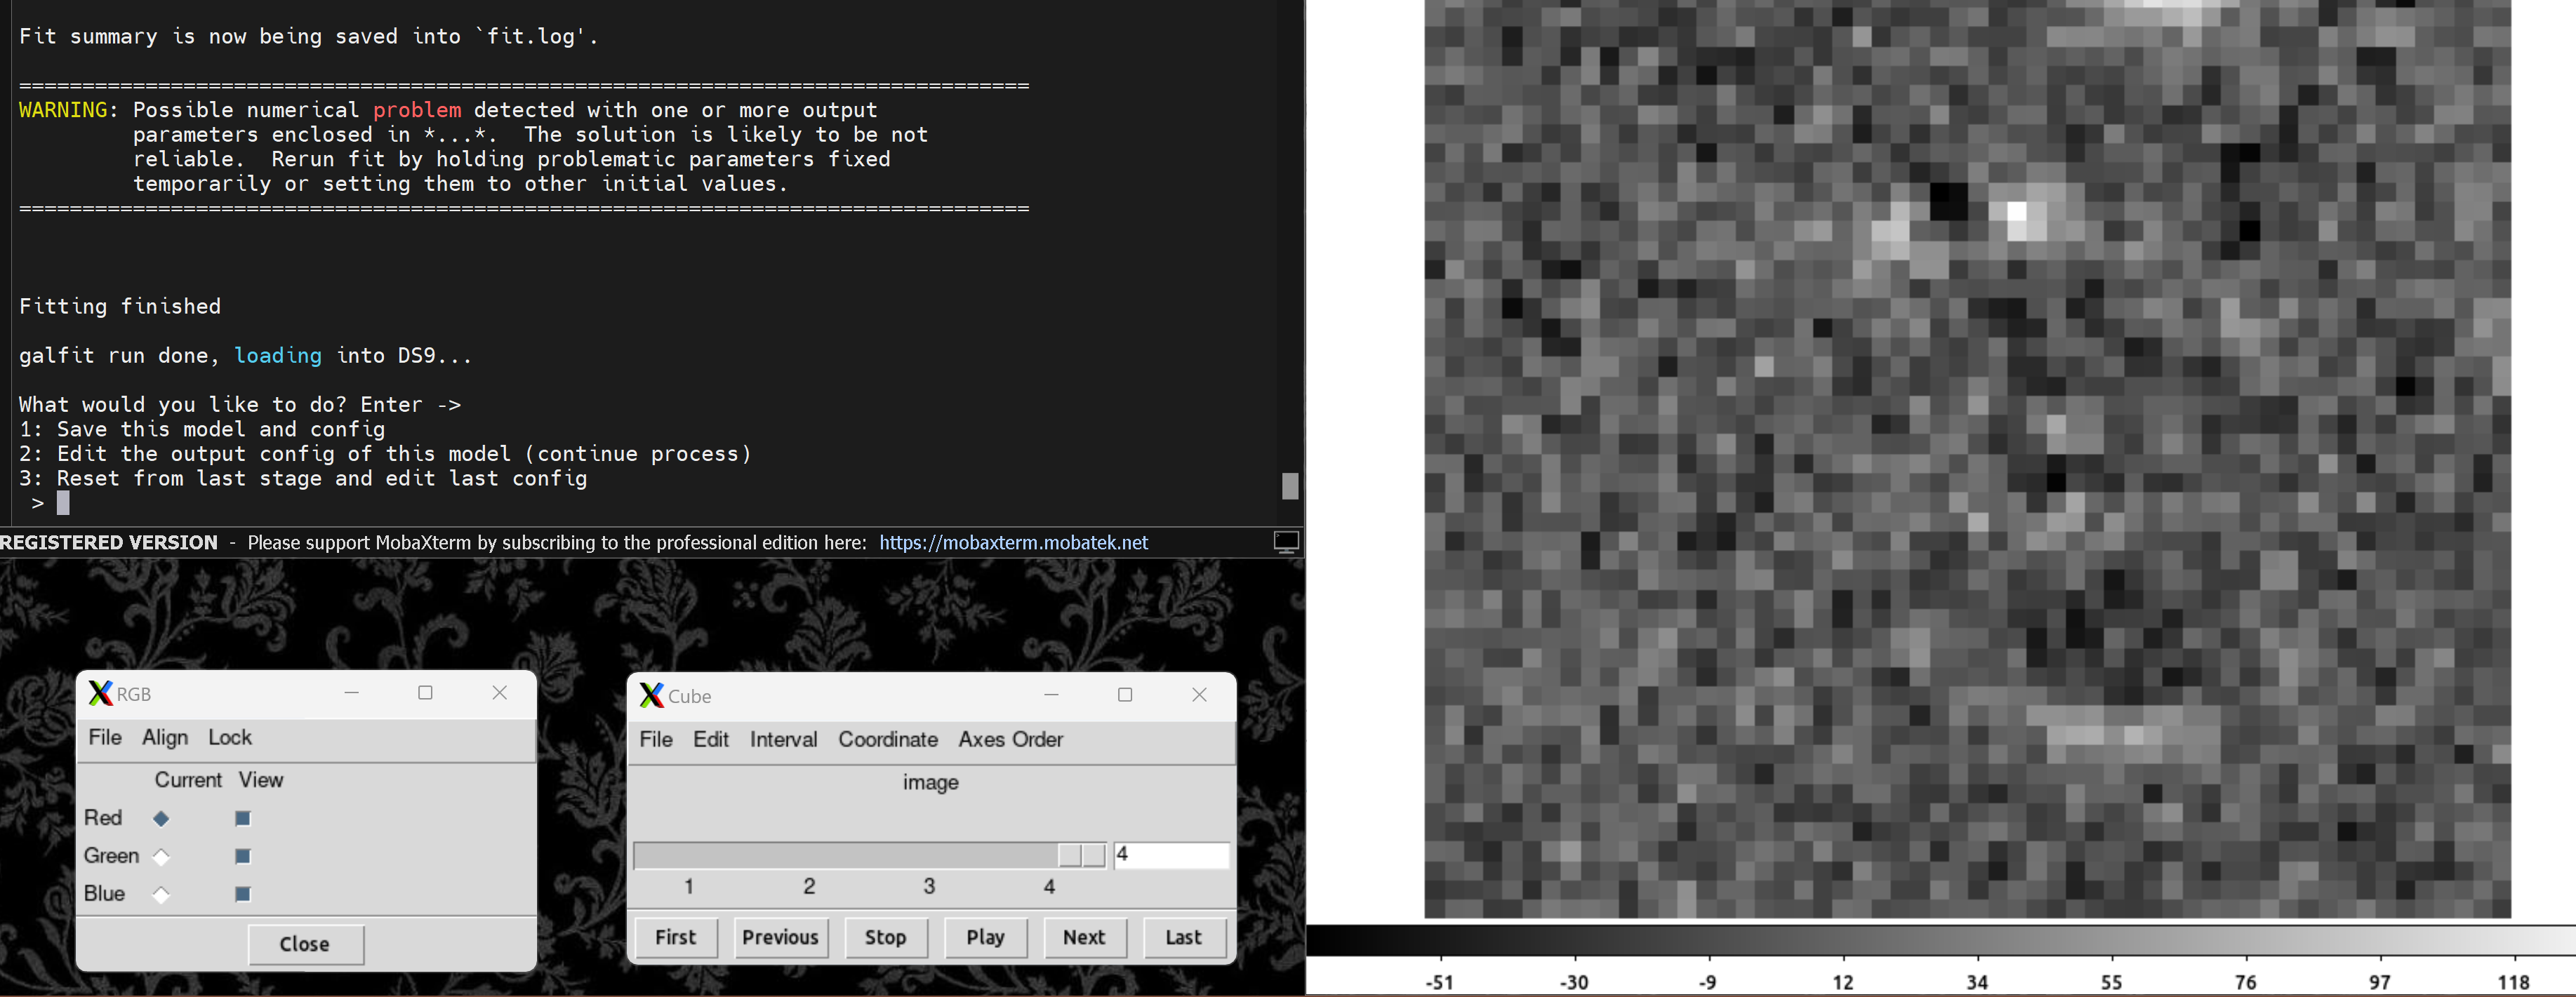 Fit summary is now being saved into `fit.log'.
================================================================================
WARNING: Possible numerical problem detected with one or more output
parameters enclosed in *...*.  The solution is likely to be not
reliable.  Rerun fit by holding problematic parameters fixed
temporarily or setting them to other initial values.
================================================================================
Fitting finished
galfit run done, loading into DS9...
What would you like to do? Enter ->
1: Save this model and config
2: Edit the output config of this model (continue process)
3: Reset from last stage and edit last config
>
REGISTERED VERSION - Please support MobaXterm by subscribing to the professional edition here: https://mobaxterm.mobatek.net
RGB
File Align Lock
Current View
Red
Green
Blue
Close
Cube
File Edit Interval Coordinate Axes Order
image
4
1 2 3 4
First Previous Stop Play Next Last
-51 -30 -9 12 34 55 76 97 118